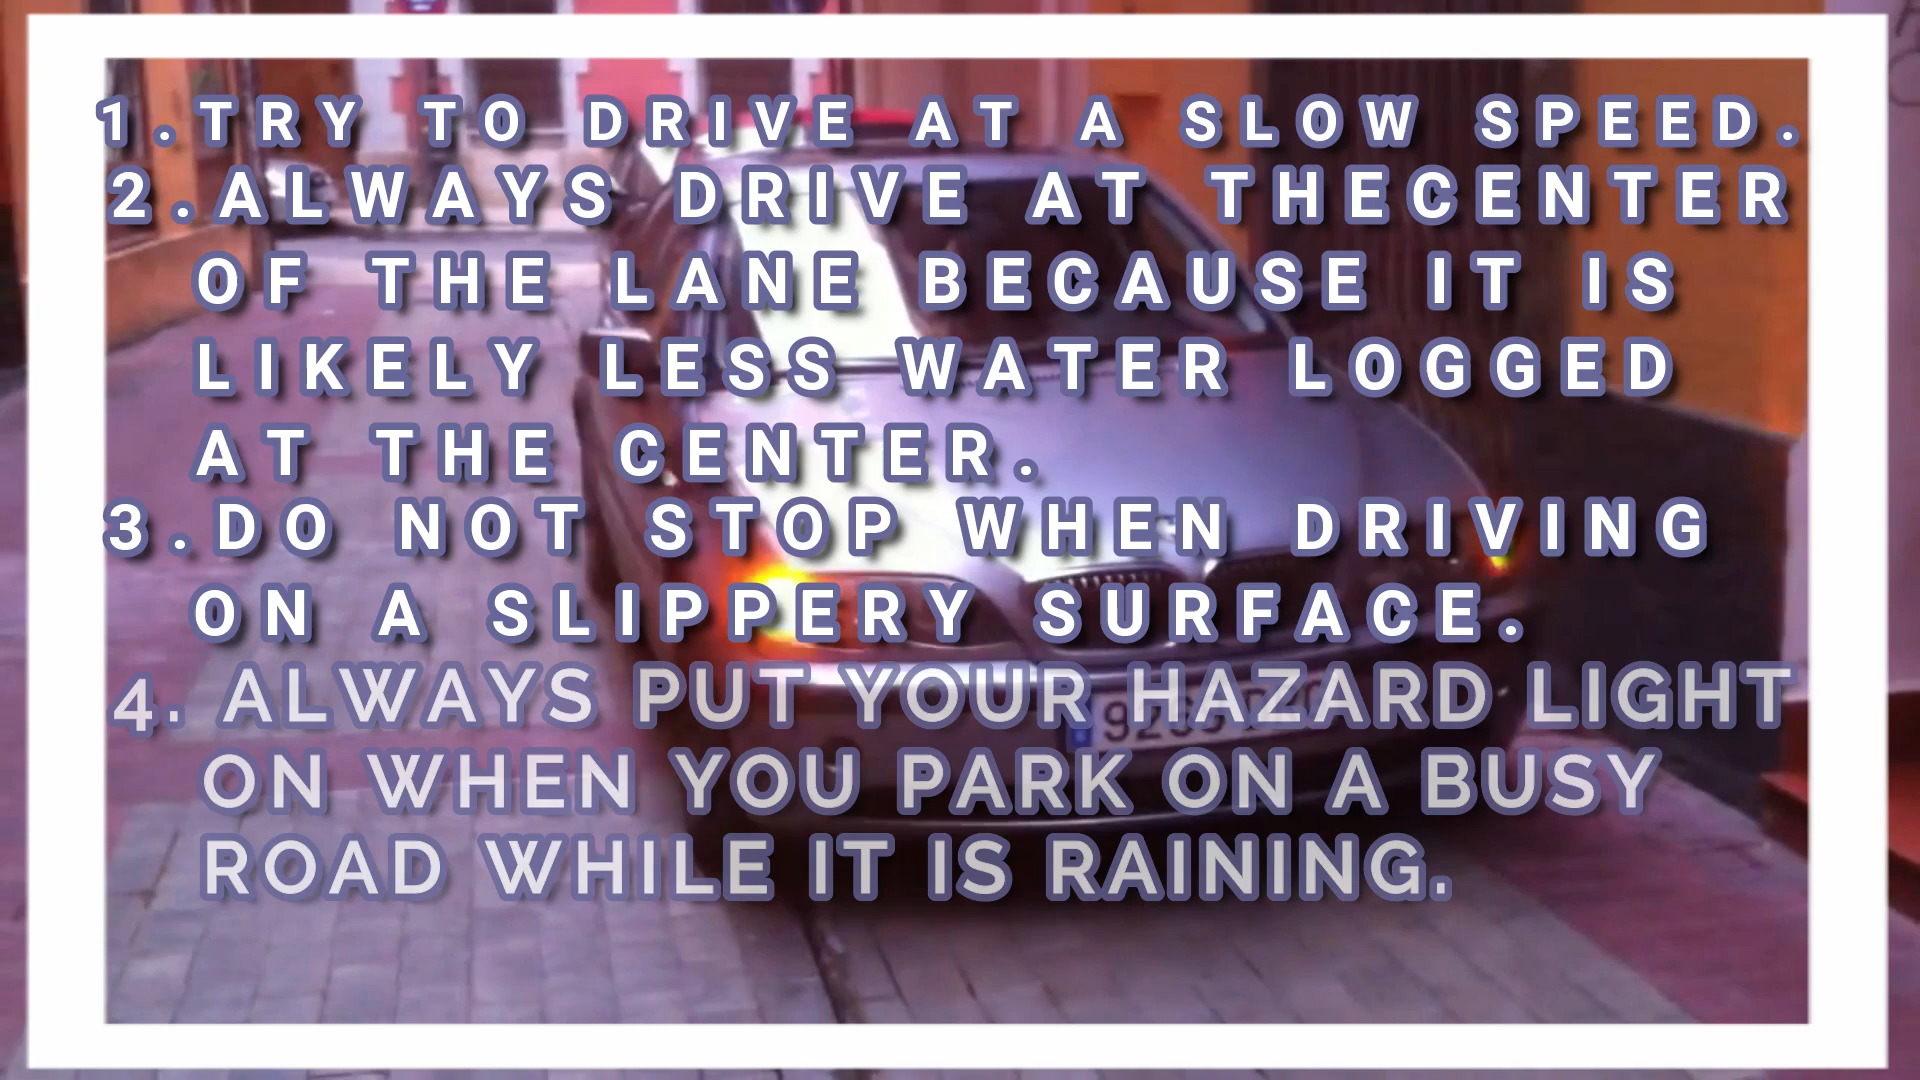 1.TRY TO DRIVE AT A SLOW SPEED.
2.ALWAYS DRIVE AT THECENTER
OF THE LANE BECAUSE IT IS
LIKELY LESS WATER LOGGED
AT THE CENTER.
3.DO NOT STOP WHEN DRIVING
ON A SLIPPERY SURFACE.
4. ALWAYS PUT YOUR HAZARD LIGHT
ON WHEN YOU PARK ON A BUSY
ROAD WHILE IT IS RAINING.